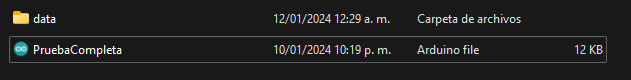 data 12/01/2024 12:29 a. m. Carpeta de archivos
PruebaCompleta 10/01/2024 10:19 p. m. Arduino file 12 KB